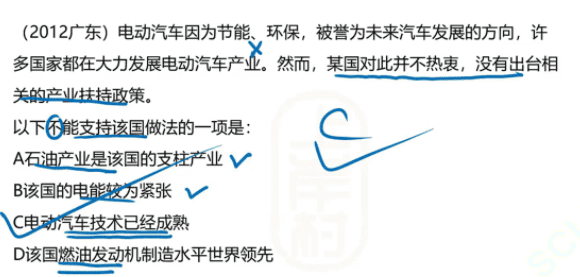 （2012广东）电动汽车因为节能、环保，被誉为未来汽车发展的方向，许
多国家都在大力发展电动汽车产业。然而，某国对此并不热衷，没有出台相
关的产业扶持政策。
以下不能支持该国做法的一项是：
A石油产业是该国的支柱产业
B该国的电能较为紧张
C电动汽车技术已经成熟
D该国燃油发动机制造水平世界领先
C